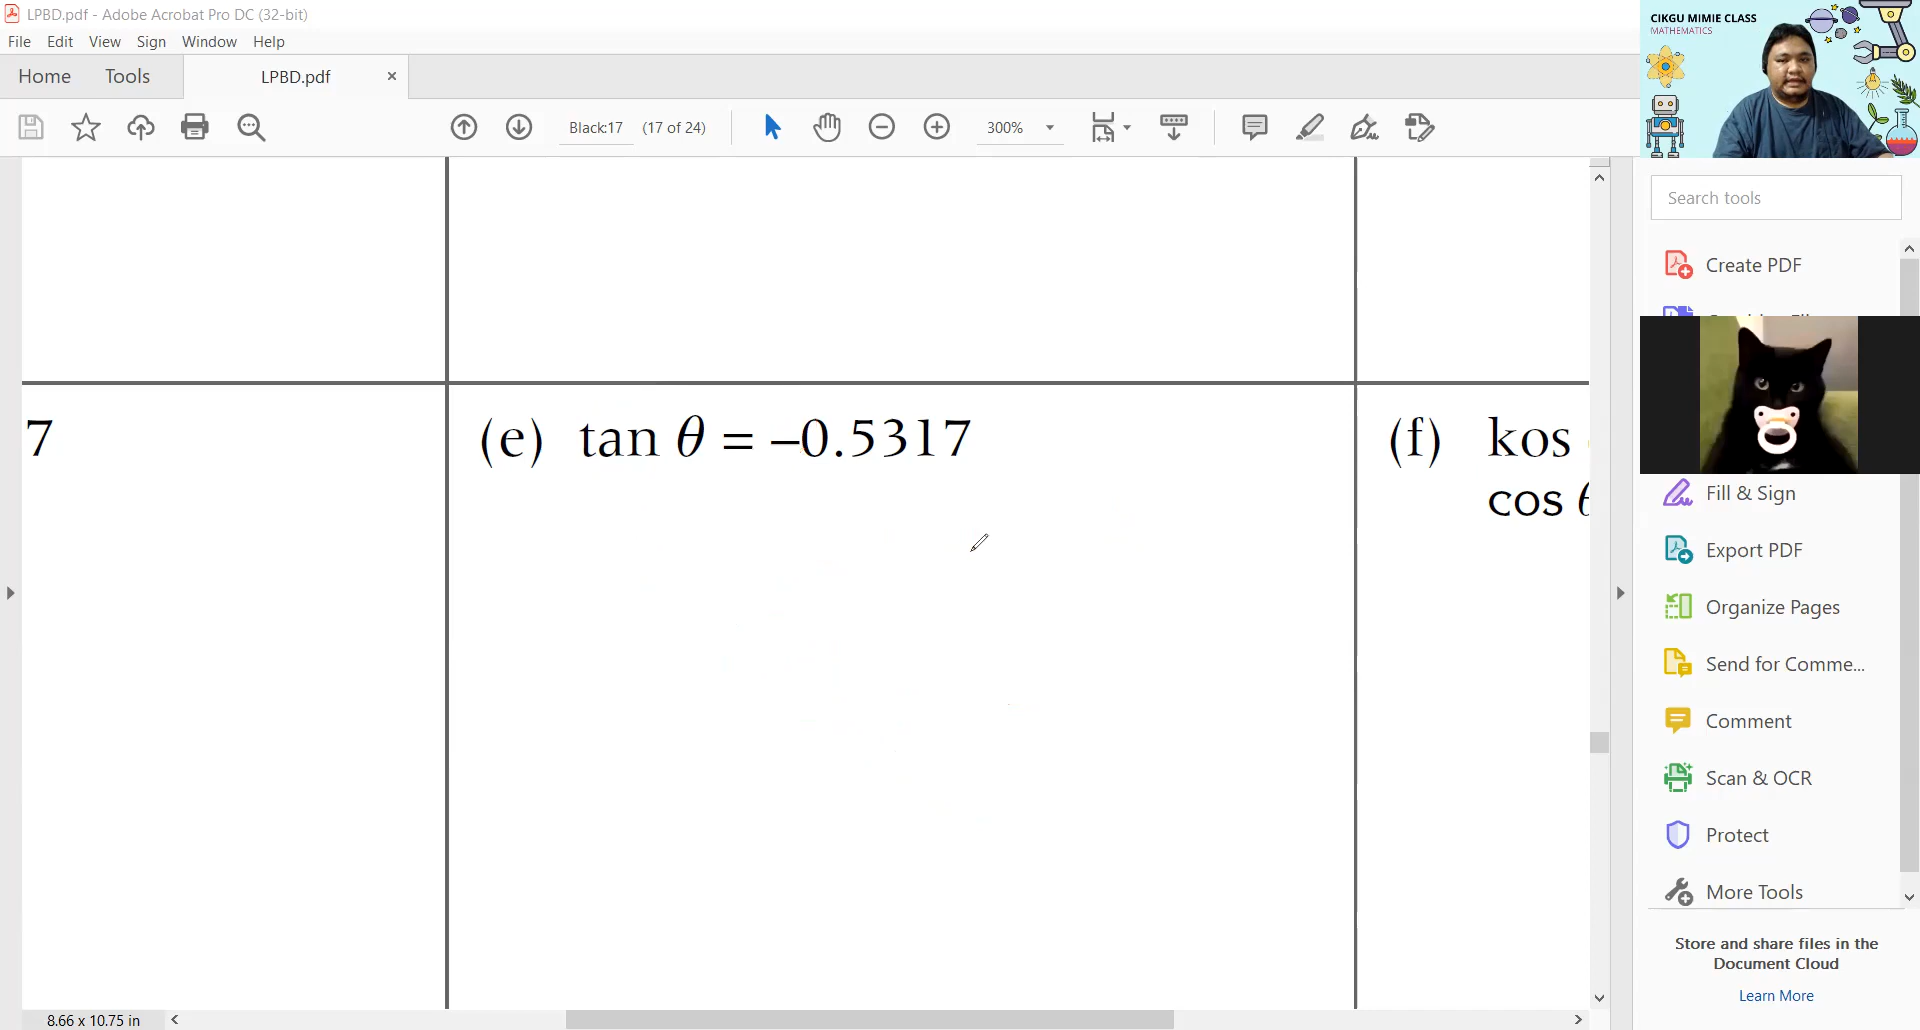 LPBD.pdf - Adobe Acrobat Pro DC (32-bit)
File Edit View Sign Window Help
Home Tools LPBD.pdf
Black:17 (17 of 24) 300%
7
(e) tan θ = –0.5317
(f) kos
cos θ
8.66 x 10.75 in
CIKGU MIMIE CLASS
MATHEMATICS
Search tools
Create PDF
Fill & Sign
Export PDF
Organize Pages
Send for Comme...
Comment
Scan & OCR
Protect
More Tools
Store and share files in the
Document Cloud
Learn More